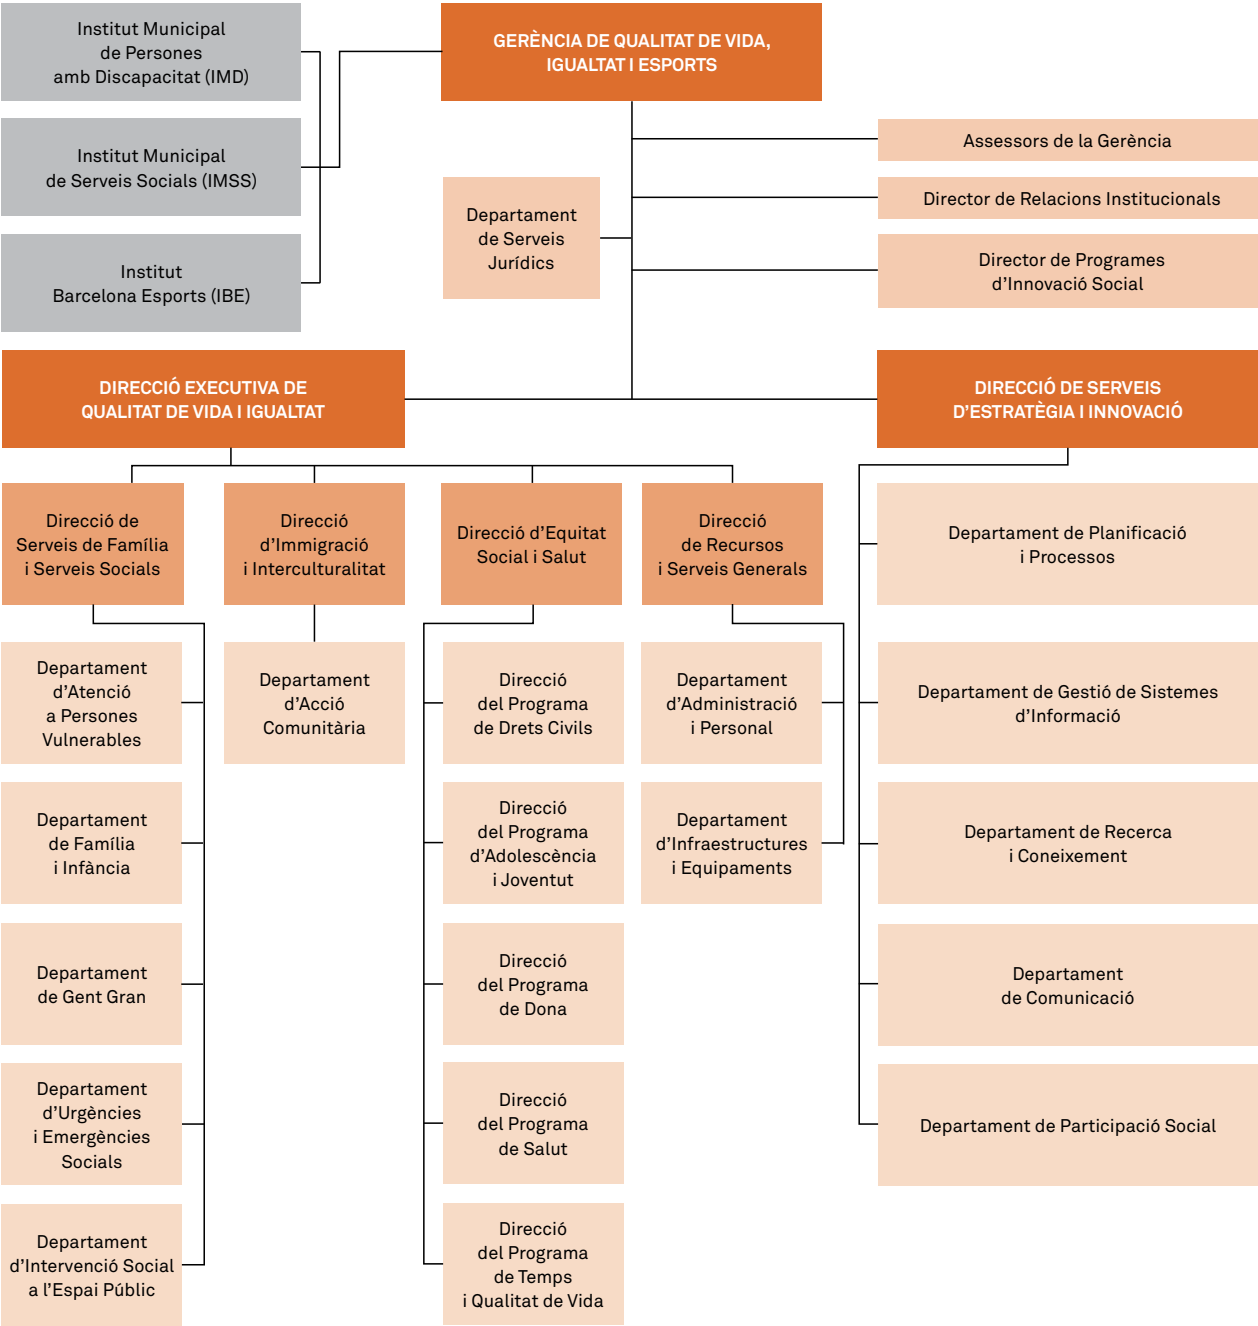 Institut Municipal
de Persones
amb Discapacitat (IMD)
GERÈNCIA DE QUALITAT DE VIDA,
IGUALTAT I ESPORTS
Institut Municipal
de Serveis Socials (IMSS)
Institut
Barcelona Esports (IBE)
Departament
de Serveis
Jurídics
Assessors de la Gerència
Director de Relacions Institucionals
Director de Programes
d’Innovació Social
DIRECCIÓ EXECUTIVA DE
QUALITAT DE VIDA I IGUALTAT
DIRECCIÓ DE SERVEIS
D’ESTRATÈGIA I INNOVACIÓ
Direcció de
Serveis de Família
i Serveis Socials
Direcció
d’Immigració
i Interculturalitat
Direcció d’Equitat
Social i Salut
Direcció
de Recursos
i Serveis Generals
Departament de Planificació
i Processos
Departament
d’Atenció
a Persones
Vulnerables
Departament
d’Acció
Comunitària
Direcció
del Programa
de Drets Civils
Departament
d’Administració
i Personal
Departament de Gestió de Sistemes
d’Informació
Departament
de Família
i Infància
Direcció
del Programa
d’Adolescència
i Joventut
Departament
d’Infraestructures
i Equipaments
Departament de Recerca
i Coneixement
Departament
de Gent Gran
Direcció
del Programa
de Dona
Departament
de Comunicació
Departament
d’Urgències
i Emergències
Socials
Direcció
del Programa
de Salut
Departament de Participació Social
Departament
d’Intervenció Social
a l’Espai Públic
Direcció
del Programa
de Temps
i Qualitat de Vida